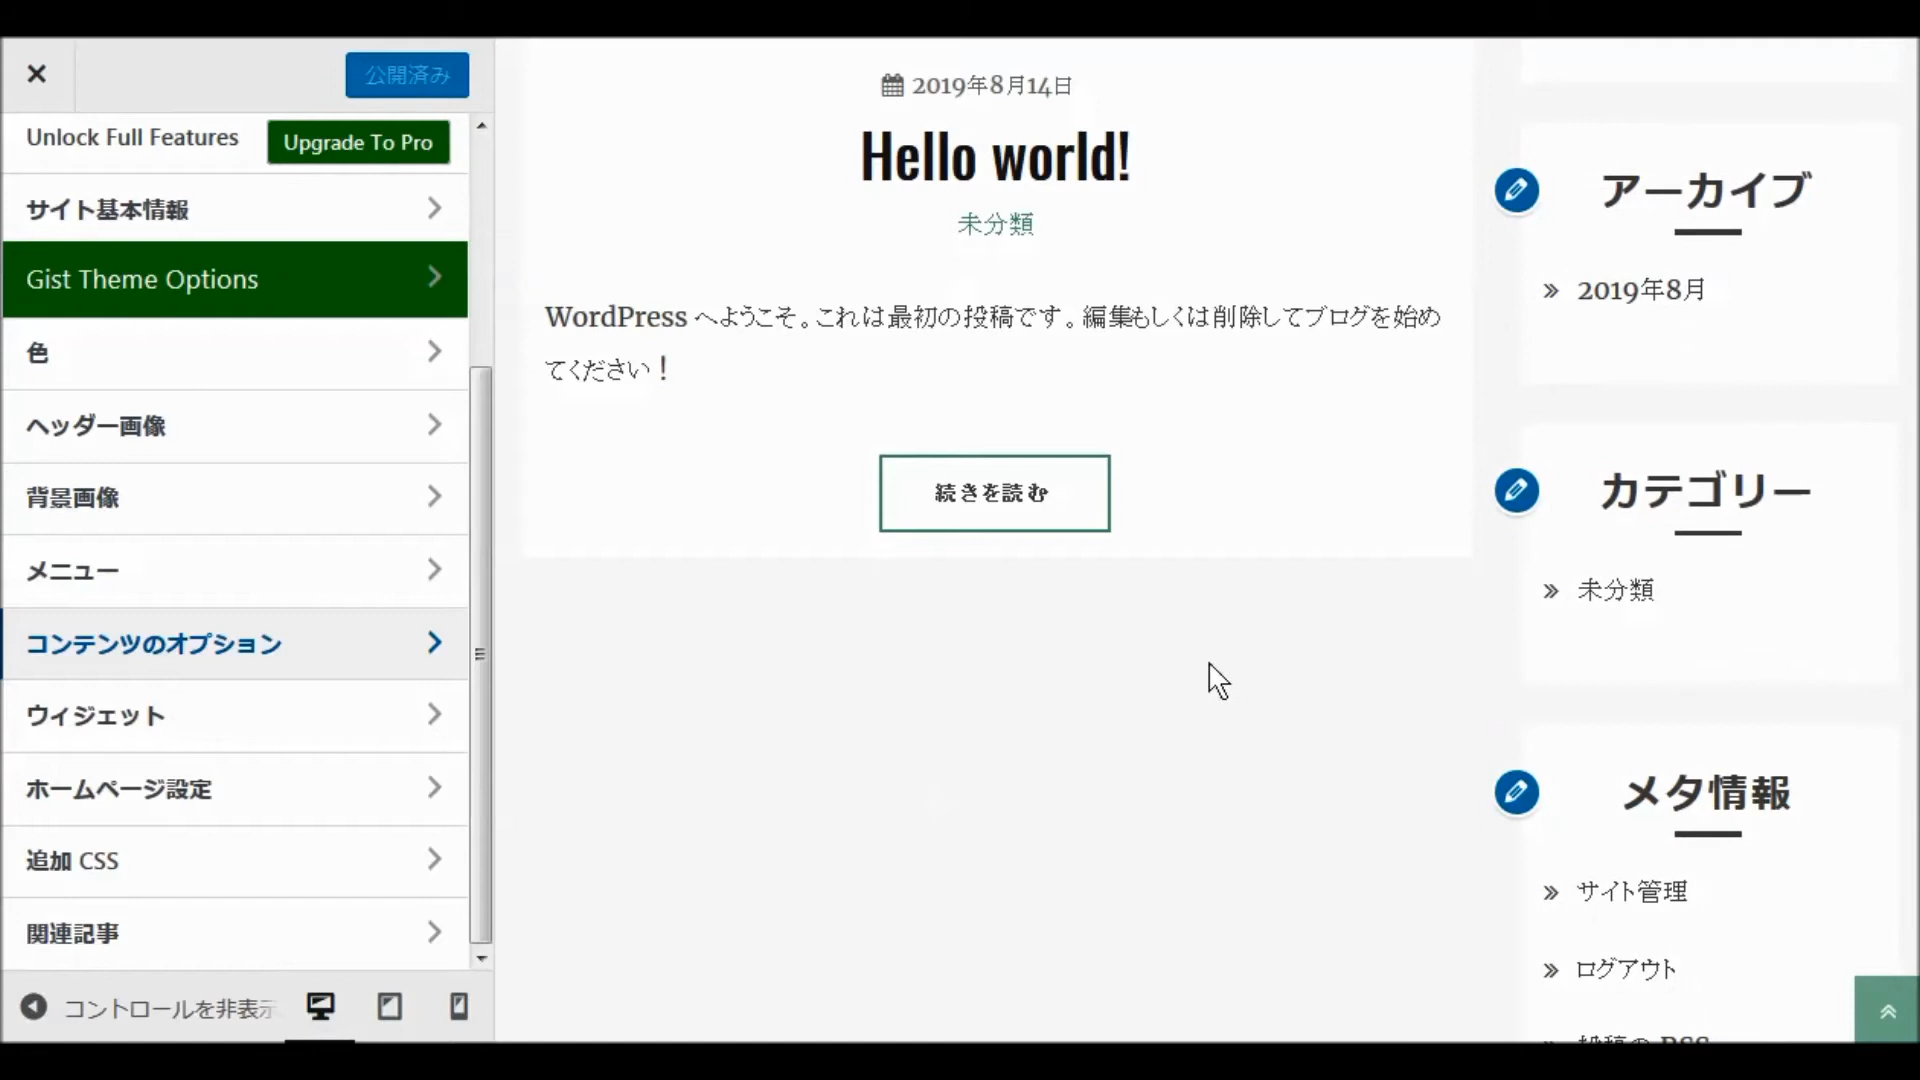 公開済み
Unlock Full Features
Upgrade To Pro
サイト基本情報
Gist Theme Options
色
ヘッダー画像
背景画像
メニュー
コンテンツのオプション
ウィジェット
ホームページ設定
追加 CSS
関連記事
コントロールを非表示
2019年8月14日
Hello world!
未分類
WordPress へようこそ。これは最初の投稿です。編集もしくは削除してブログを始め
てください！
続きを読む
アーカイブ
2019年8月
カテゴリー
未分類
メタ情報
サイト管理
ログアウト
投稿の RSS